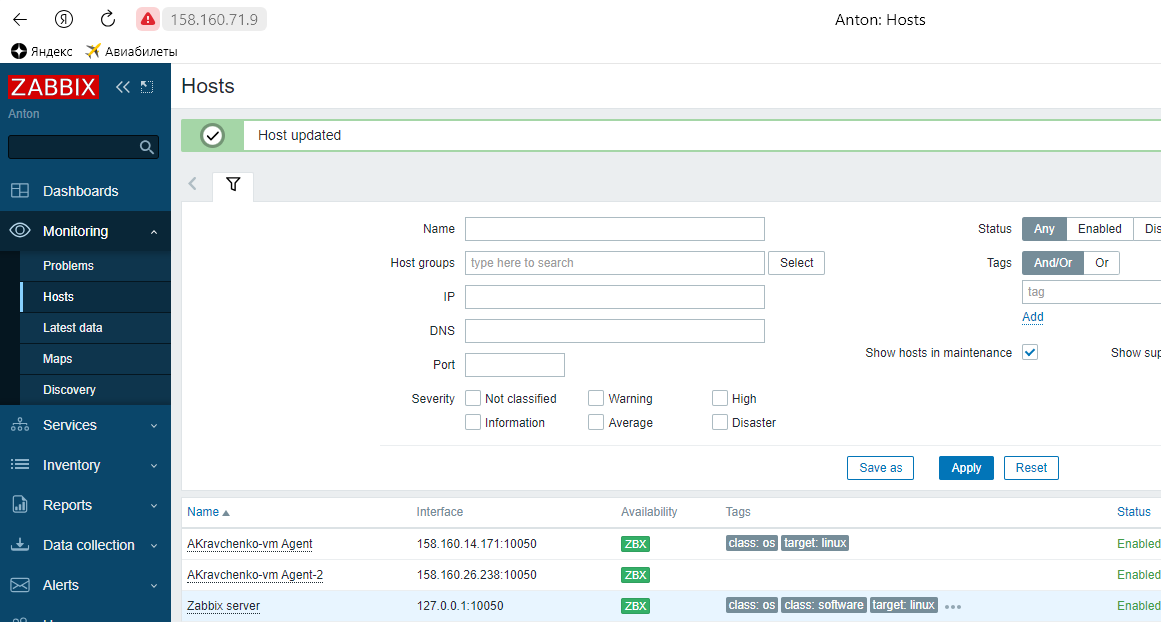 Я 158.160.71.9 Anton: Hosts
Яндекс Авиабилеты
ZABBIX
Anton
Hosts
Host updated
Dashboards
Monitoring
Problems
Hosts
Latest data
Maps
Discovery
Services
Inventory
Reports
Data collection
Alerts
Name
Status Any Enabled
Host groups type here to search Select
Tags And/Or Or
IP
tag
Add
DNS
Port
Show hosts in maintenance
Severity Not classified Warning High
Information Average Disaster
Save as Apply Reset
Name Interface Availability Tags Status
AKravchenko-vm Agent 158.160.14.171:10050 ZBX class: os target: linux Enabled
AKravchenko-vm Agent-2 158.160.26.238:10050 ZBX Enabled
Zabbix server 127.0.0.1:10050 ZBX class: os class: software target: linux ••• Enabled